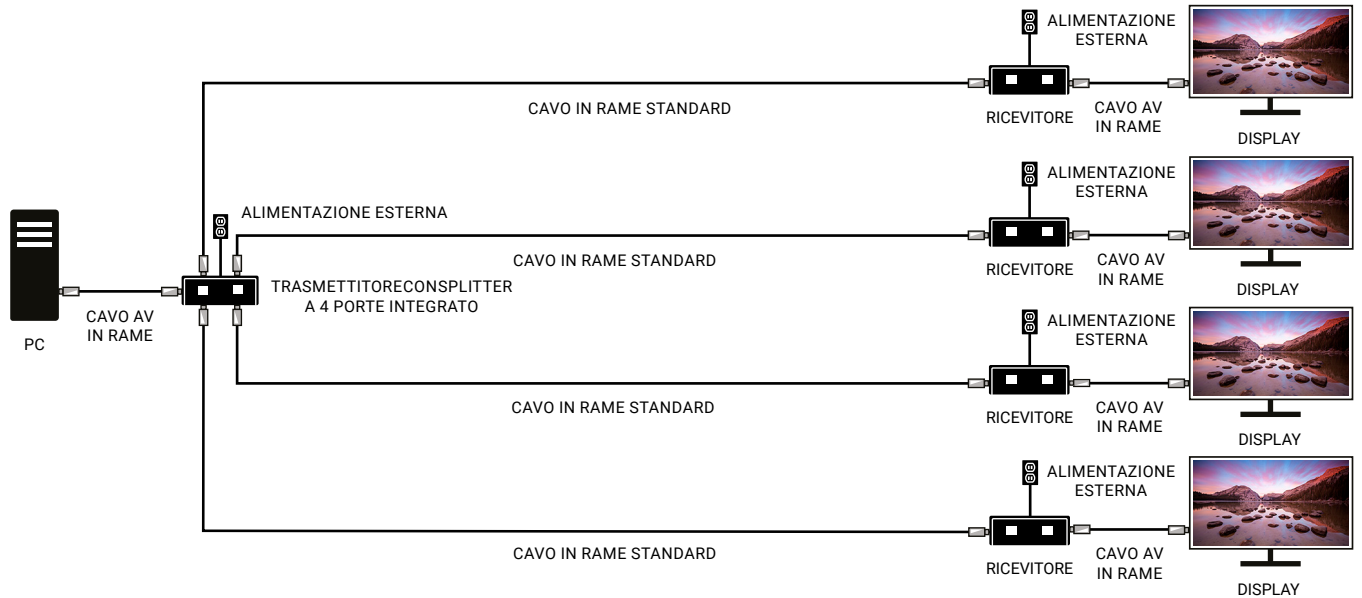 ALIMENTAZIONE
ESTERNA
CAVO IN RAME STANDARD
RICEVITORE
CAVO AV
IN RAME
DISPLAY
ALIMENTAZIONE
ESTERNA
ALIMENTAZIONE ESTERNA
CAVO IN RAME STANDARD
RICEVITORE
CAVO AV
IN RAME
DISPLAY
TRASMETTITORECONSPLITTER
A 4 PORTE INTEGRATO
CAVO AV
IN RAME
PC
ALIMENTAZIONE
ESTERNA
CAVO IN RAME STANDARD
RICEVITORE
CAVO AV
IN RAME
DISPLAY
ALIMENTAZIONE
ESTERNA
CAVO IN RAME STANDARD
RICEVITORE
CAVO AV
IN RAME
DISPLAY